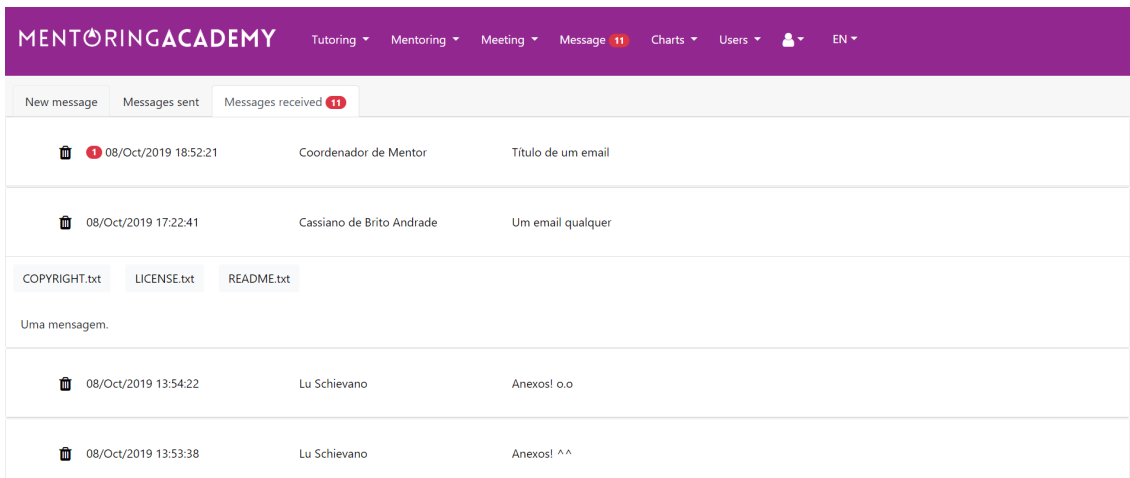 MENTORINGACADEMY Tutoring Mentoring Meeting Message 11 Charts Users EN
New message Messages sent Messages received 11
1 08/Oct/2019 18:52:21 Coordenador de Mentor Título de um email
08/Oct/2019 17:22:41 Cassiano de Brito Andrade Um email qualquer
COPYRIGHT.txt LICENSE.txt README.txt
Uma mensagem.
08/Oct/2019 13:54:22 Lu Schievano Anexos! o.o
08/Oct/2019 13:53:38 Lu Schievano Anexos! ^^